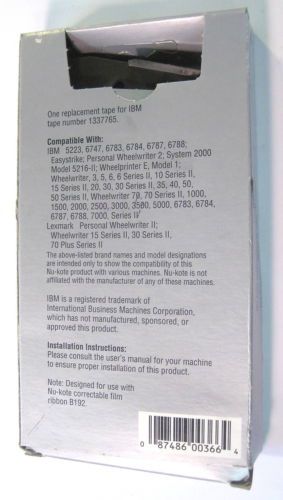 One replacement tape for IBM
tape number 1337765.
Compatible With:
IBM 5223, 6747, 6783, 6784, 6787, 6788;
Easystrike; Personal Wheelwriter 2; System 2000
Model 5216-II; Wheelprinter E, Model 1;
Wheelwriter, 3, 5, 6, 6 Series II, 10 Series II,
15 Series II, 20, 30, 30 Series II, 35, 40, 50,
50 Series II, Wheelwriter 70, 70 Series II, 1000,
1500, 2000, 2500, 3000, 3500, 5000, 6783, 6784,
6787, 6788, 7000, Series II
Lexmark Personal Wheelwriter II;
Wheelwriter 15 Series II, 30 Series II,
70 Plus Series II
The above-listed brand names and model designations
are intended only to show the compatibility of this
Nu-kote product with various machines. Nu-kote is not
affiliated with the manufacturer of any of these machines.
IBM is a registered trademark of
International Business Machines Corporation,
which has not manufactured, sponsored, or
approved this product.
Installation Instructions:
Please consult the user's manual for your machine
to ensure proper installation of this product.
Note: Designed for use with
Nu-kote correctable film
ribbon B192.
0 87486 00366 4